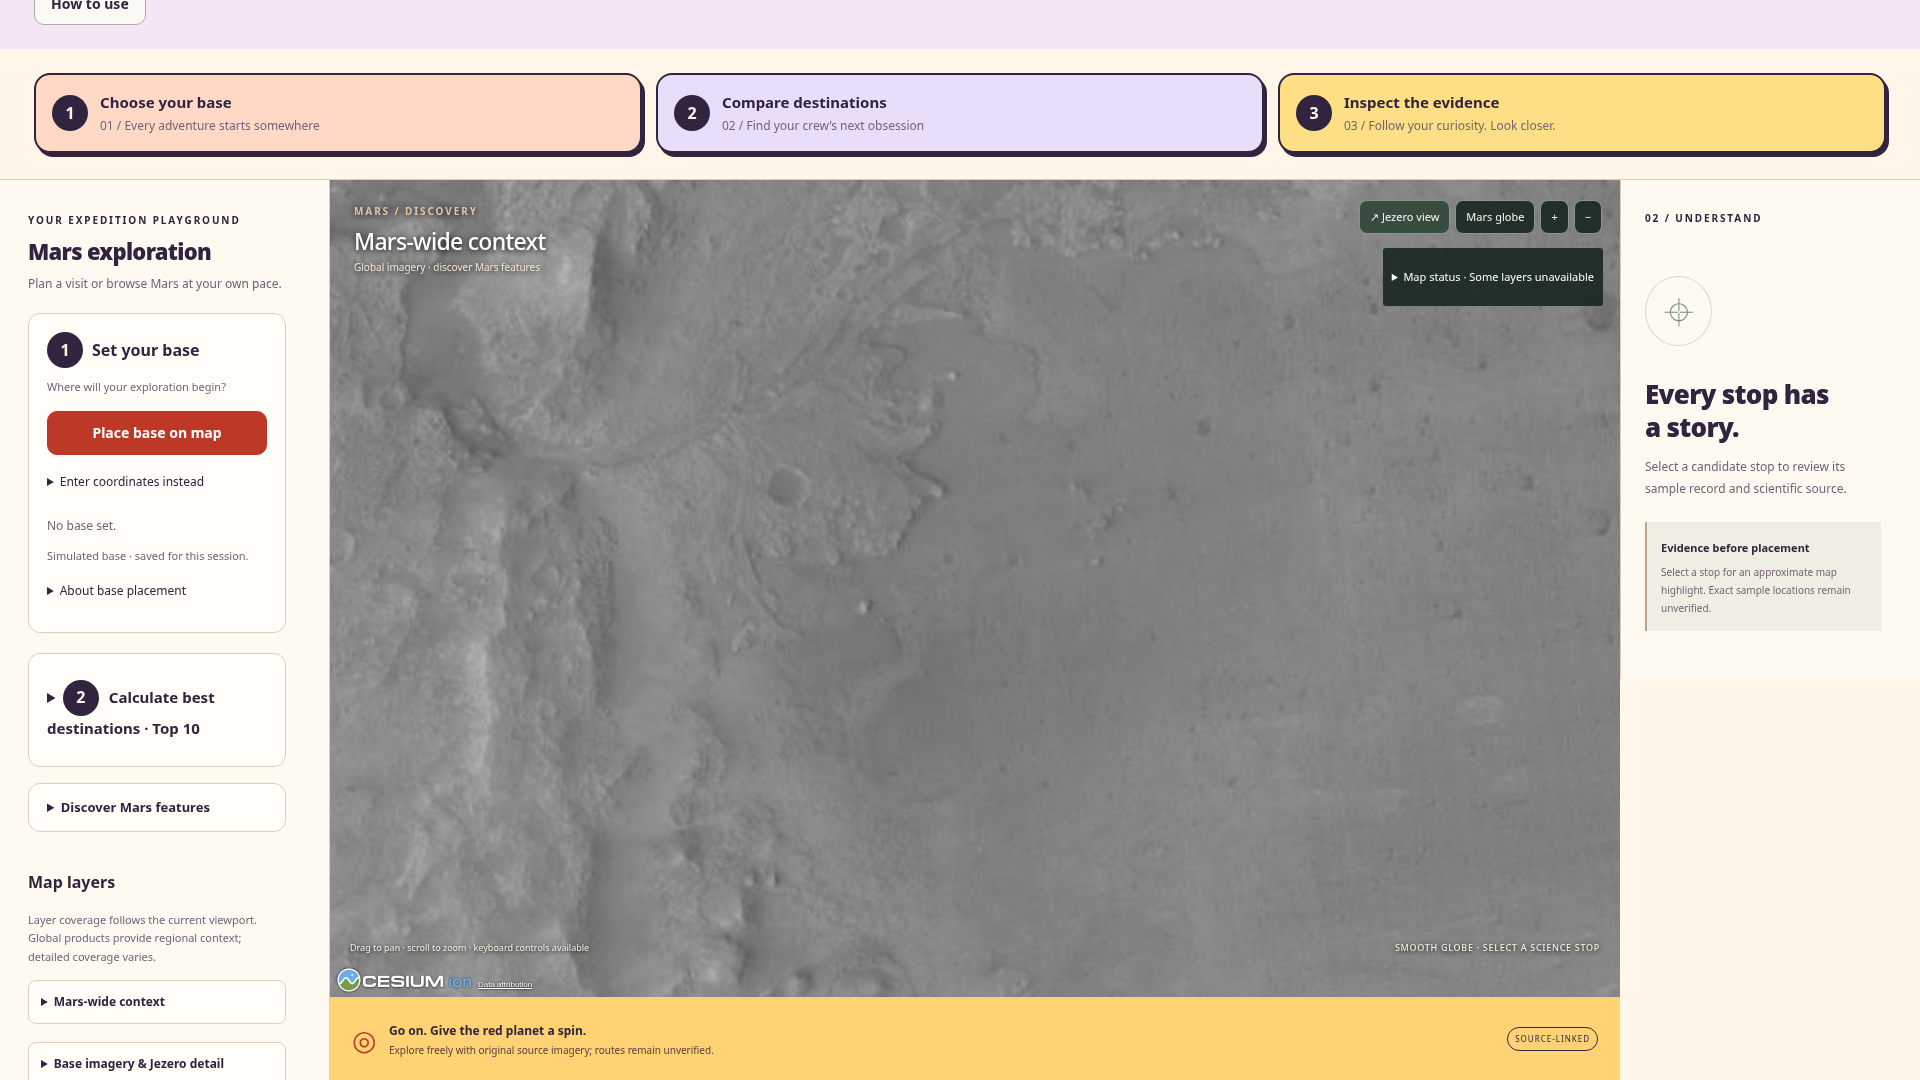 How to use
1
Choose your base
01 / Every adventure starts somewhere
2
Compare destinations
02 / Find your crew’s next obsession
3
Inspect the evidence
03 / Follow your curiosity. Look closer.
YOUR EXPEDITION PLAYGROUND
Mars exploration
Plan a visit or browse Mars at your own pace.
1 Set your base
Where will your exploration begin?
Place base on map
Enter coordinates instead
No base set.
Simulated base · saved for this session.
About base placement
2 Calculate best
destinations · Top 10
Discover Mars features
Map layers
Layer coverage follows the current viewport.
Global products provide regional context;
detailed coverage varies.
Mars-wide context
Base imagery & Jezero detail
MARS / DISCOVERY
Mars-wide context
Global imagery · discover Mars features
↗ Jezero view
Mars globe
+
−
Map status · Some layers unavailable
Drag to pan · scroll to zoom · keyboard controls available
SMOOTH GLOBE · SELECT A SCIENCE STOP
CESIUM ion Data attribution
Go on. Give the red planet a spin.
Explore freely with original source imagery; routes remain unverified.
SOURCE-LINKED
02 / UNDERSTAND
Every stop has
a story.
Select a candidate stop to review its
sample record and scientific source.
Evidence before placement
Select a stop for an approximate map
highlight. Exact sample locations remain
unverified.